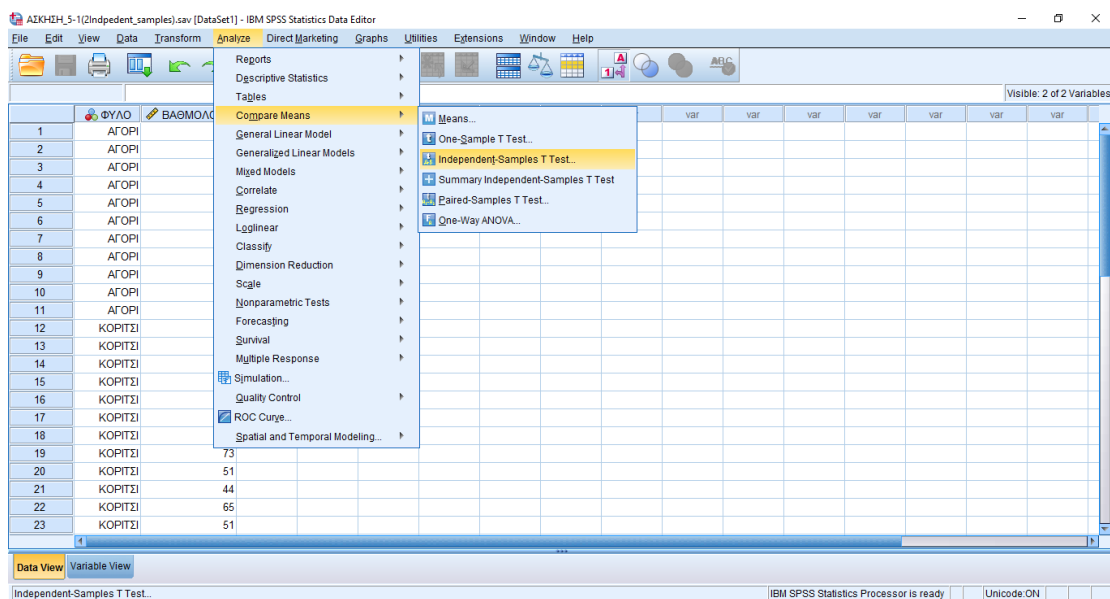 ΑΣΚΗΣΗ_5-1(2Indpedent_samples).sav [DataSet1] - IBM SPSS Statistics Data Editor
File Edit View Data Transform Analyze Direct Marketing Graphs Utilities Extensions Window Help
Visible: 2 of 2 Variables
ΦΥΛΟ ΒΑΘΜΟΛΟ
var var var var var var var
1 ΑΓΟΡΙ
2 ΑΓΟΡΙ
3 ΑΓΟΡΙ
4 ΑΓΟΡΙ
5 ΑΓΟΡΙ
6 ΑΓΟΡΙ
7 ΑΓΟΡΙ
8 ΑΓΟΡΙ
9 ΑΓΟΡΙ
10 ΑΓΟΡΙ
11 ΑΓΟΡΙ
12 ΚΟΡΙΤΣΙ
13 ΚΟΡΙΤΣΙ
14 ΚΟΡΙΤΣΙ
15 ΚΟΡΙΤΣΙ
16 ΚΟΡΙΤΣΙ
17 ΚΟΡΙΤΣΙ
18 ΚΟΡΙΤΣΙ
19 ΚΟΡΙΤΣΙ 73
20 ΚΟΡΙΤΣΙ 51
21 ΚΟΡΙΤΣΙ 44
22 ΚΟΡΙΤΣΙ 65
23 ΚΟΡΙΤΣΙ 51
Reports
Descriptive Statistics
Tables
Compare Means
General Linear Model
Generalized Linear Models
Mixed Models
Correlate
Regression
Loglinear
Classify
Dimension Reduction
Scale
Nonparametric Tests
Forecasting
Survival
Multiple Response
Simulation...
Quality Control
ROC Curve...
Spatial and Temporal Modeling...
Means...
One-Sample T Test...
Independent-Samples T Test...
Summary Independent-Samples T Test
Paired-Samples T Test...
One-Way ANOVA...
Data View Variable View
Independent-Samples T Test...
IBM SPSS Statistics Processor is ready
Unicode:ON